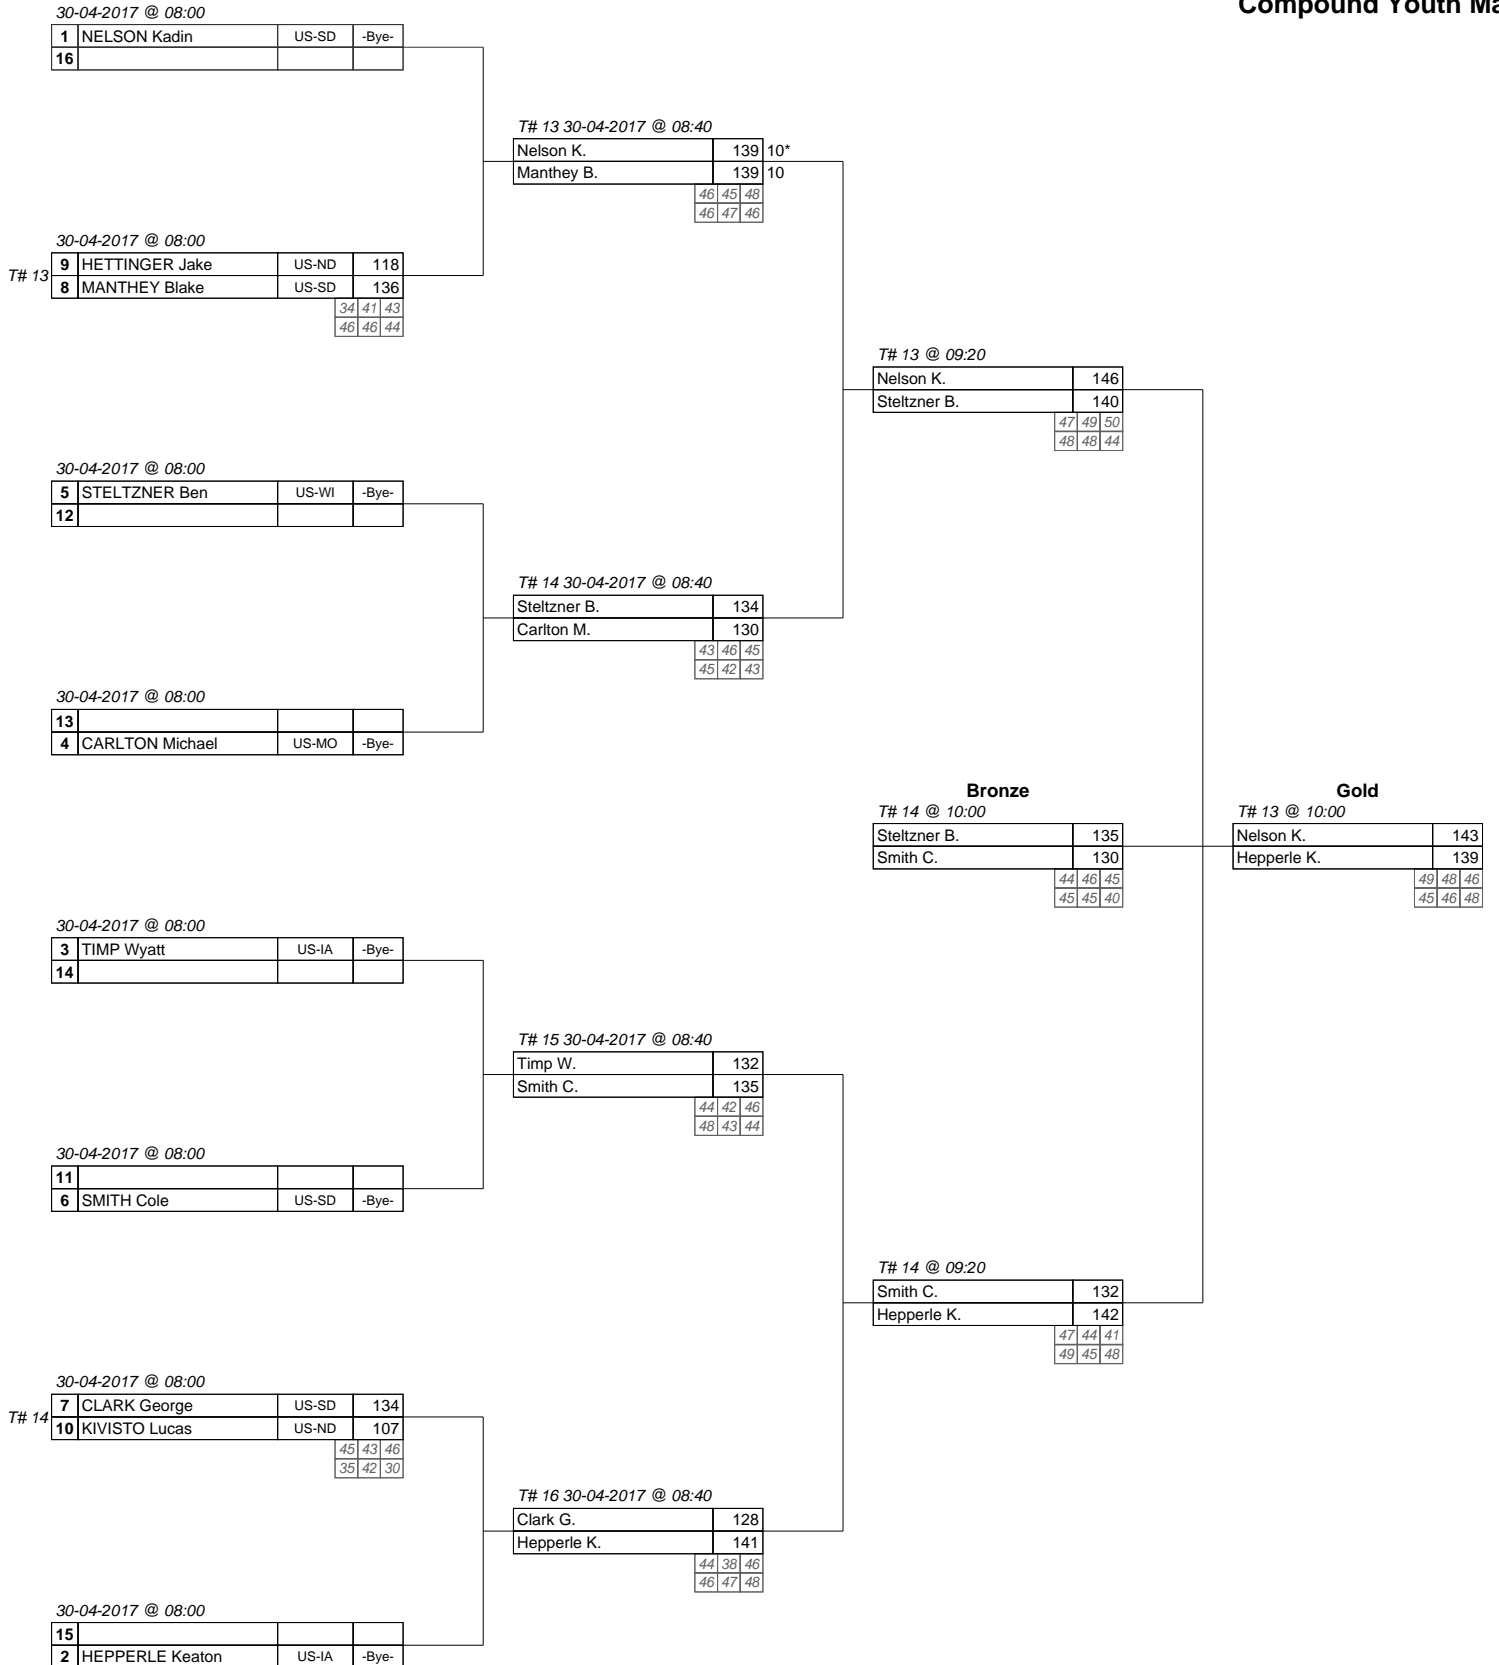 Compound Youth Ma
30-04-2017 @ 08:00
1 NELSON Kadin US-SD -Bye-
16
T# 13 30-04-2017 @ 08:40
Nelson K. 139 10*
Manthey B. 139 10
46 45 48
46 47 46
30-04-2017 @ 08:00
T# 13
9 HETTINGER Jake US-ND 118
8 MANTHEY Blake US-SD 136
34 41 43
46 46 44
T# 13 @ 09:20
Nelson K. 146
Steltzner B. 140
47 49 50
48 48 44
30-04-2017 @ 08:00
5 STELTZNER Ben US-WI -Bye-
12
T# 14 30-04-2017 @ 08:40
Steltzner B. 134
Carlton M. 130
43 46 45
45 42 43
30-04-2017 @ 08:00
13
4 CARLTON Michael US-MO -Bye-
Bronze
T# 14 @ 10:00
Steltzner B. 135
Smith C. 130
44 46 45
45 45 40
Gold
T# 13 @ 10:00
Nelson K. 143
Hepperle K. 139
49 48 46
45 46 48
30-04-2017 @ 08:00
3 TIMP Wyatt US-IA -Bye-
14
T# 15 30-04-2017 @ 08:40
Timp W. 132
Smith C. 135
44 42 46
48 43 44
30-04-2017 @ 08:00
11
6 SMITH Cole US-SD -Bye-
T# 14 @ 09:20
Smith C. 132
Hepperle K. 142
47 44 41
49 45 48
30-04-2017 @ 08:00
T# 14
7 CLARK George US-SD 134
10 KIVISTO Lucas US-ND 107
45 43 46
35 42 30
T# 16 30-04-2017 @ 08:40
Clark G. 128
Hepperle K. 141
44 38 46
46 47 48
30-04-2017 @ 08:00
15
2 HEPPERLE Keaton US-IA -Bye-